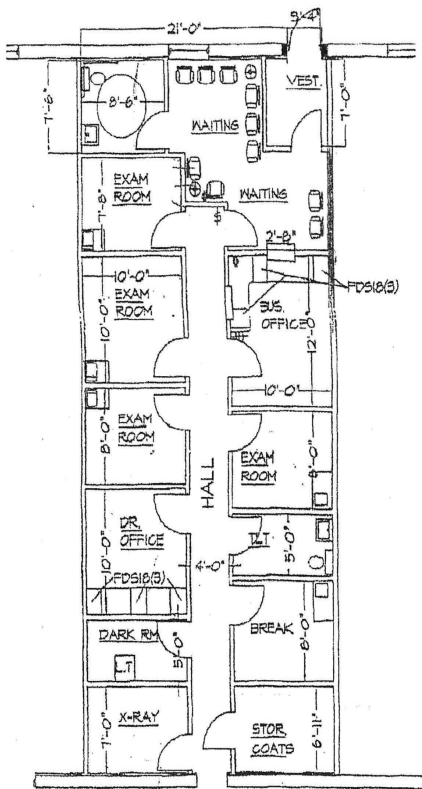 21'-0"
3'-4"
7'-6"
8'-6"
VEST.
7'-0"
WAITING
EXAM
ROOM
7'-8"
WAITING
S
2'-8"
10'-0"
EXAM
ROOM
10'-0"
BUS.
OFFICE
FDS18(3)
12'-0"
10'-0"
EXAM
ROOM
8'-0"
EXAM
ROOM
8'-0"
HALL
DR.
OFFICE
10'-0"
TLT
5'-0"
4'-0"
FDS18(3)
DARK RM
L.T
5'-0"
BREAK
8'-0"
X-RAY
7'-0"
STOR
COATS
6'-11"